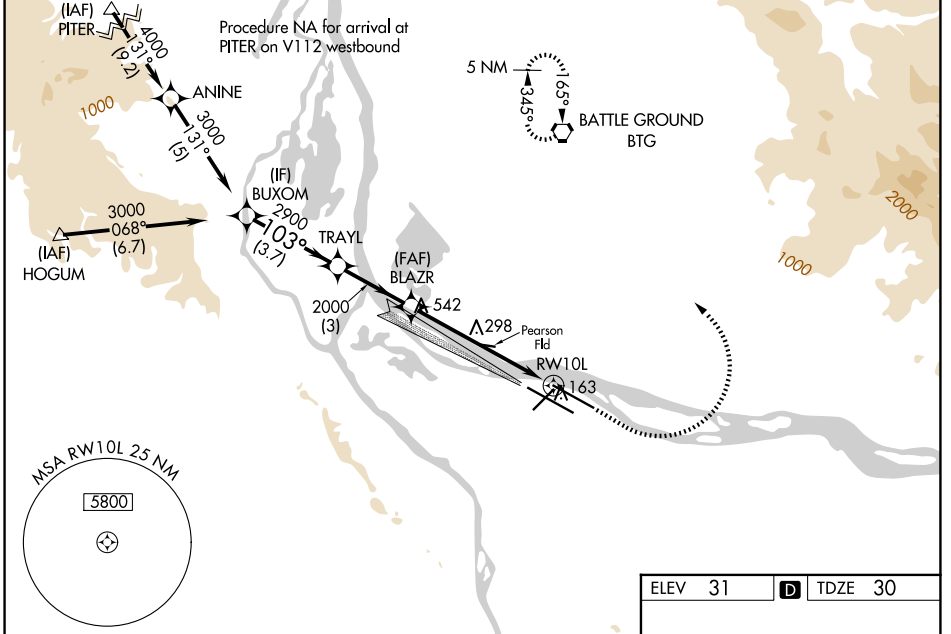 (IAF)
PITER
4000
131°
(9.2)
Procedure NA for arrival at
PITER on V112 westbound
5 NM
345°
165°
BATTLE GROUND
BTG
ANINE
1000
3000
131°
(5)
(IF)
BUXOM
3000
068°
(6.7)
(IAF)
HOGUM
2900
103°
(3.7)
TRAYL
2000
(3)
(FAF)
BLAZR
542
298
Pearson
Fld
RW10L
163
2000
1000
MSA RW10L 25 NM
5800
ELEV 31 D TDZE 30